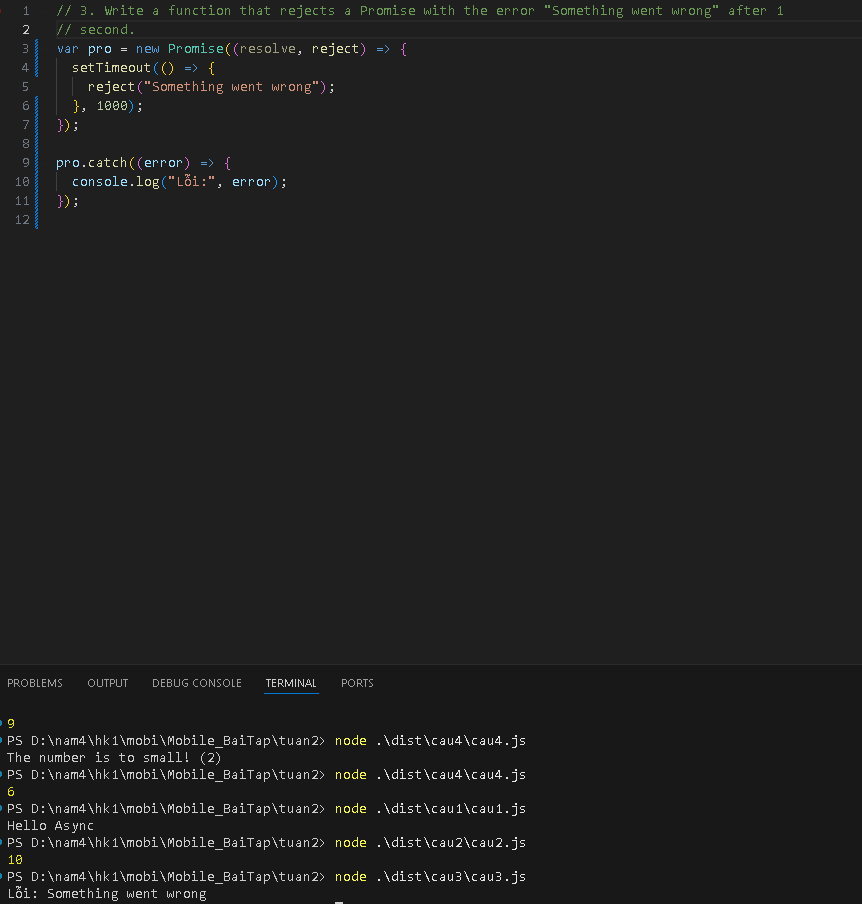 1 // 3. Write a function that rejects a Promise with the error "Something went wrong" after 1
2 // second.
3 var pro = new Promise((resolve, reject) => {
4 setTimeout(() => {
5 reject("Something went wrong");
6 }, 1000);
7 });
8
9 pro.catch((error) => {
10 console.log("Lỗi:", error);
11 });
12
PROBLEMS OUTPUT DEBUG CONSOLE TERMINAL PORTS
9
PS D:\nam4\hk1\mobi\Mobile_BaiTap\tuan2> node .\dist\cau4\cau4.js
The number is to small! (2)
PS D:\nam4\hk1\mobi\Mobile_BaiTap\tuan2> node .\dist\cau4\cau4.js
6
PS D:\nam4\hk1\mobi\Mobile_BaiTap\tuan2> node .\dist\cau1\cau1.js
Hello Async
PS D:\nam4\hk1\mobi\Mobile_BaiTap\tuan2> node .\dist\cau2\cau2.js
10
PS D:\nam4\hk1\mobi\Mobile_BaiTap\tuan2> node .\dist\cau3\cau3.js
Lỗi: Something went wrong